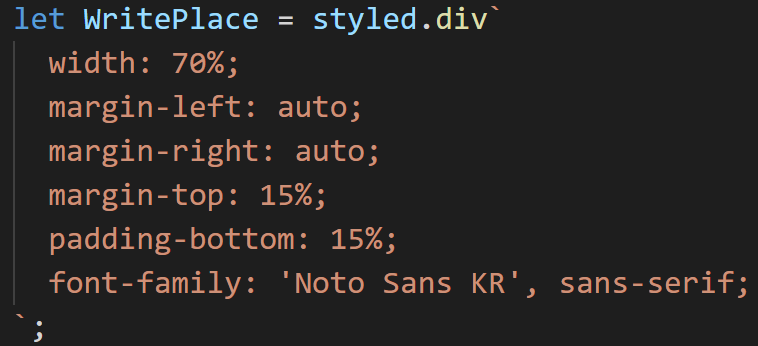 let WritePlace = styled.div`
  width: 70%;
  margin-left: auto;
  margin-right: auto;
  margin-top: 15%;
  padding-bottom: 15%;
  font-family: 'Noto Sans KR', sans-serif;
`;